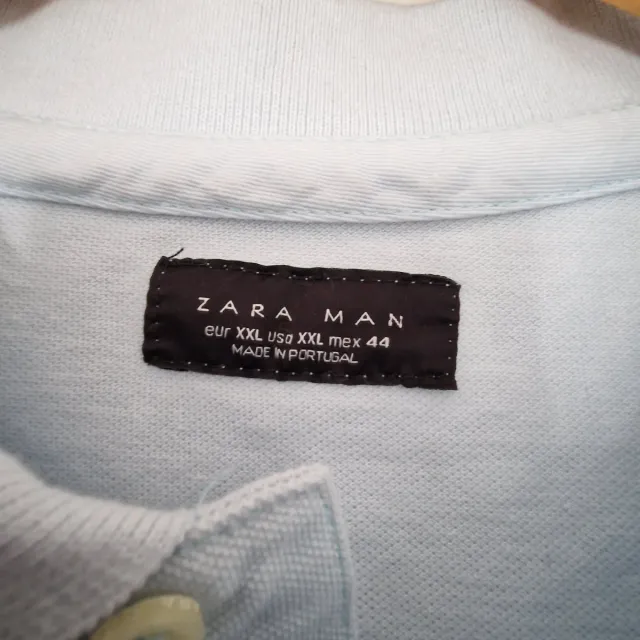 ZARA MAN
eur XXL usa XXL mex 44
MADE IN PORTUGAL